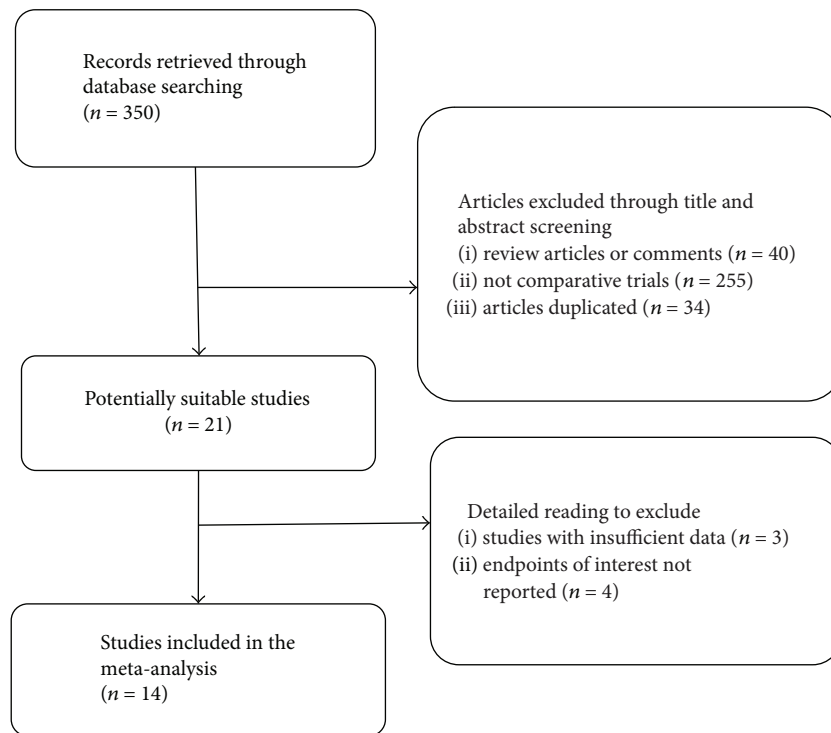 Records retrieved through
database searching
(n = 350)
Articles excluded through title and
abstract screening
(i) review articles or comments (n = 40)
(ii) not comparative trials (n = 255)
(iii) articles duplicated (n = 34)
Potentially suitable studies
(n = 21)
Detailed reading to exclude
(i) studies with insufficient data (n = 3)
(ii) endpoints of interest not
reported (n = 4)
Studies included in the
meta-analysis
(n = 14)